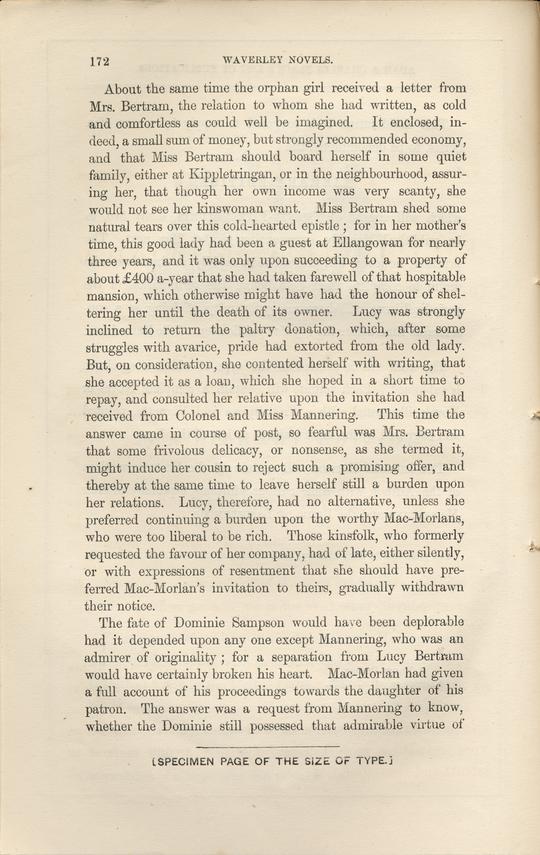 172 WAVERLEY NOVELS.
About the same time the orphan girl received a letter from
Mrs. Bertram, the relation to whom she had written, as cold
and comfortless as could well be imagined. It enclosed, in-
deed, a small sum of money, but strongly recommended economy,
and that Miss Bertram should board herself in some quiet
family, either at Kippletringan, or in the neighbourhood, assur-
ing her, that though her own income was very scanty, she
would not see her kinswoman want. Miss Bertram shed some
natural tears over this cold-hearted epistle ; for in her mother's
time, this good lady had been a guest at Ellangowan for nearly
three years, and it was only upon succeeding to a property of
about £400 a-year that she had taken farewell of that hospitable
mansion, which otherwise might have had the honour of shel-
tering her until the death of its owner. Lucy was strongly
inclined to return the paltry donation, which, after some
struggles with avarice, pride had extorted from the old lady.
But, on consideration, she contented herself with writing, that
she accepted it as a loan, which she hoped in a short time to
repay, and consulted her relative upon the invitation she had
received from Colonel and Miss Mannering. This time the
answer came in course of post, so fearful was Mrs. Bertram
that some frivolous delicacy, or nonsense, as she termed it,
might induce her cousin to reject such a promising offer, and
thereby at the same time to leave herself still a burden upon
her relations. Lucy, therefore, had no alternative, unless she
preferred continuing a burden upon the worthy Mac-Morlans,
who were too liberal to be rich. Those kinsfolk, who formerly
requested the favour of her company, had of late, either silently,
or with expressions of resentment that she should have pre-
ferred Mac-Morlan's invitation to theirs, gradually withdrawn
their notice.
The fate of Dominie Sampson would have been deplorable
had it depended upon any one except Mannering, who was an
admirer of originality ; for a separation from Lucy Bertram
would have certainly broken his heart. Mac-Morlan had given
a full account of his proceedings towards the daughter of his
patron. The answer was a request from Mannering to know,
whether the Dominie still possessed that admirable virtue of
[SPECIMEN PAGE OF THE SIZE OF TYPE.]